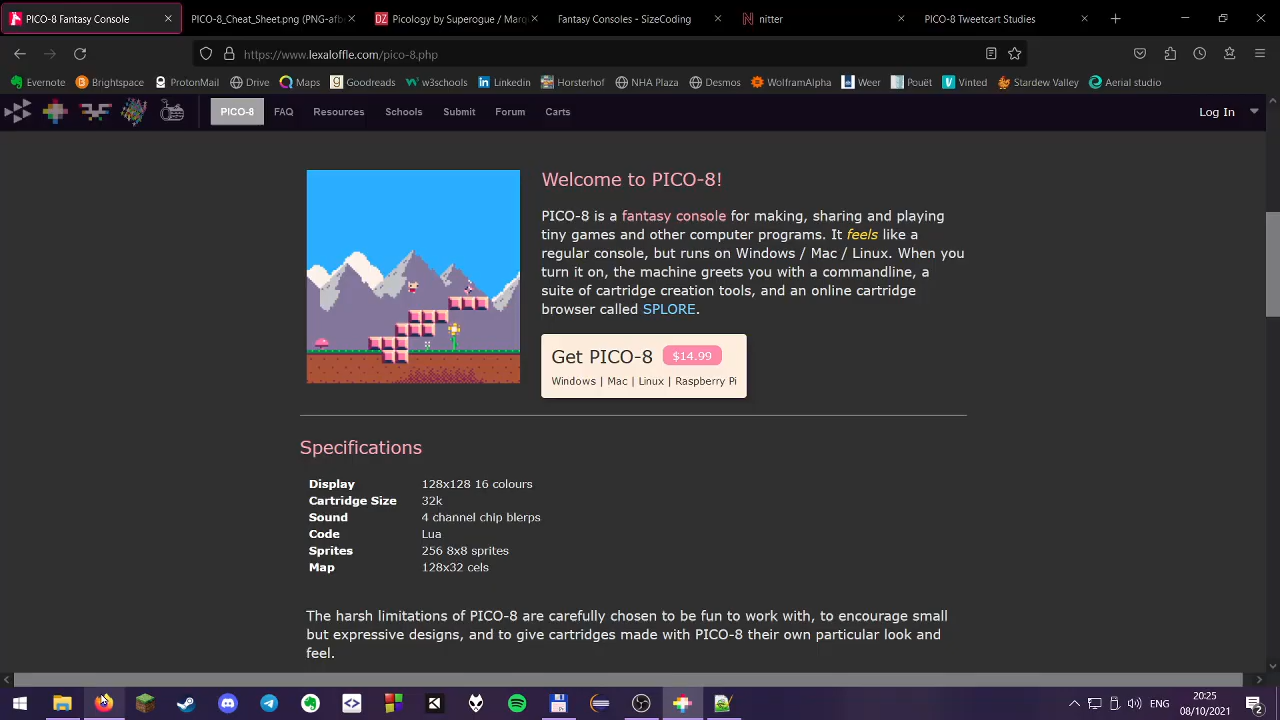 PICO-8 Fantasy Console
PICO-8_Cheat_Sheet.png (PNG-afb
DZ Picology by Superogue / Marq
Fantasy Consoles - SizeCoding
N nitter
PICO-8 Tweetcart Studies
https://www.lexaloffle.com/pico-8.php
Evernote Brightspace ProtonMail Drive Maps Goodreads w3schools Linkedin Horsterhof NHA Plaza Desmos WolframAlpha Weer Pouët Vinted Stardew Valley Aerial studio
PICO-8 FAQ Resources Schools Submit Forum Carts Log In
Welcome to PICO-8!
PICO-8 is a fantasy console for making, sharing and playing
tiny games and other computer programs. It feels like a
regular console, but runs on Windows / Mac / Linux. When you
turn it on, the machine greets you with a commandline, a
suite of cartridge creation tools, and an online cartridge
browser called SPLORE.
Get PICO-8 $14.99
Windows | Mac | Linux | Raspberry Pi
Specifications
Display 128x128 16 colours
Cartridge Size 32k
Sound 4 channel chip blerps
Code Lua
Sprites 256 8x8 sprites
Map 128x32 cels
The harsh limitations of PICO-8 are carefully chosen to be fun to work with, to encourage small
but expressive designs, and to give cartridges made with PICO-8 their own particular look and
feel.
ENG
20:25
08/10/2021
2